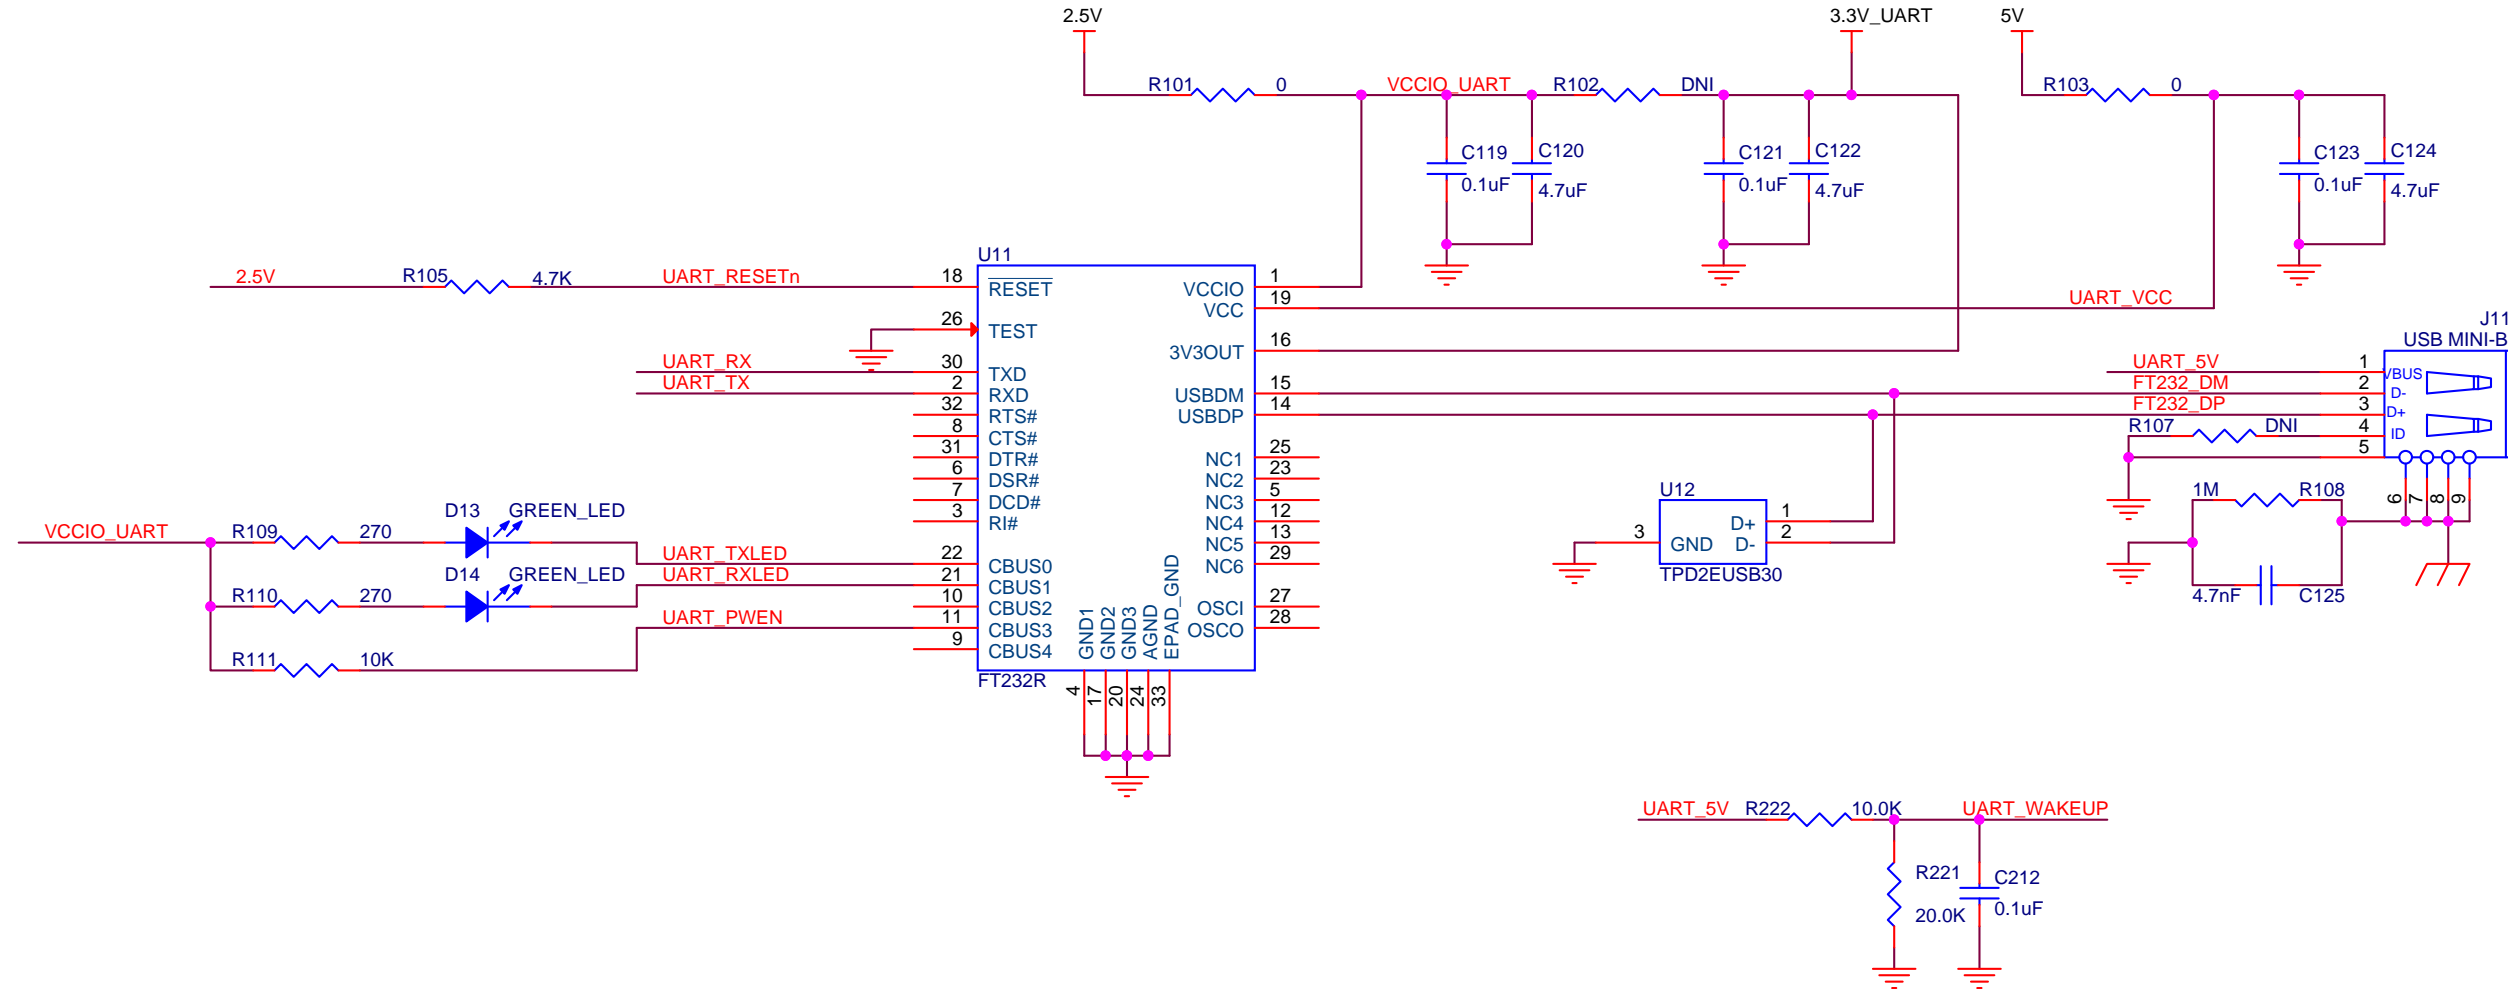 2.5V
3.3V_UART
5V
R101
0
VCCIO_UART
R102
DNI
R103
0
C119
0.1uF
C120
4.7uF
C121
0.1uF
C122
4.7uF
C123
0.1uF
C124
4.7uF
U11
2.5V
R105
4.7K
UART_RESETn
18
RESET
26
TEST
UART_RX
30
TXD
UART_TX
2
RXD
32
RTS#
8
CTS#
31
DTR#
6
DSR#
7
DCD#
3
RI#
VCCIO_UART
R109
270
D13
GREEN_LED
UART_TXLED
22
CBUS0
R110
270
D14
GREEN_LED
UART_RXLED
21
CBUS1
10
CBUS2
UART_PWEN
11
CBUS3
9
CBUS4
R111
10K
FT232R
VCCIO
1
VCC
19
UART_VCC
3V3OUT
16
USBDM
15
USBDP
14
NC1
25
NC2
23
NC3
5
NC4
12
NC5
13
NC6
29
OSCI
27
OSCO
28
GND1
GND2
GND3
AGND
EPAD_GND
4
17
20
24
33
J11
USB MINI-B
UART_5V
1
VBUS
FT232_DM
2
D-
FT232_DP
3
D+
R107
DNI
4
ID
5
6
7
8
9
1M
R108
4.7nF
C125
U12
3
GND
D+
1
D-
2
TPD2EUSB30
UART_5V
R222
10.0K
UART_WAKEUP
R221
20.0K
C212
0.1uF